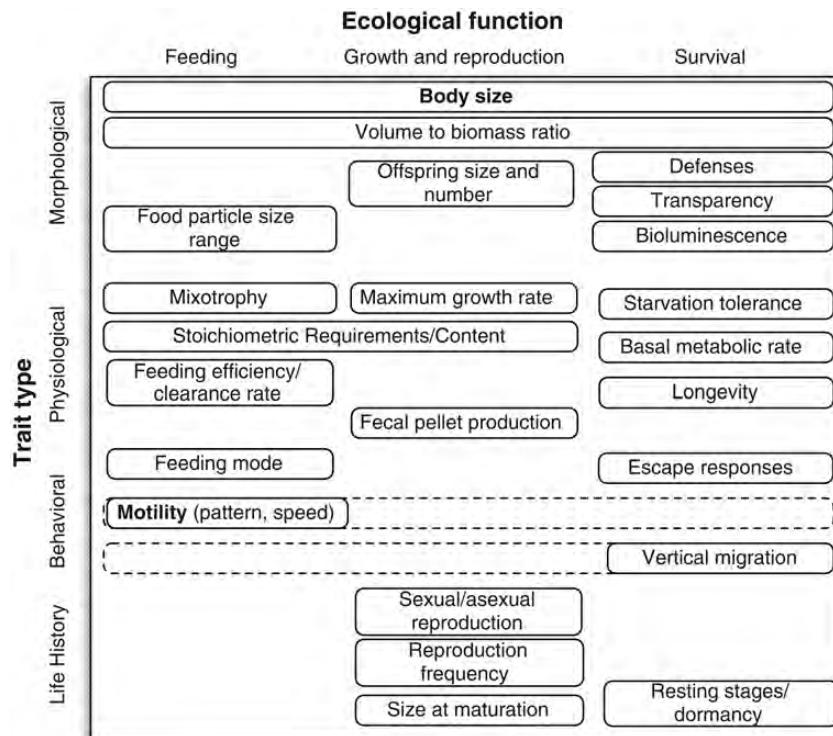 Ecological function
Feeding
Growth and reproduction
Survival
Trait type
Morphological
Body size
Volume to biomass ratio
Offspring size and
number
Defenses
Transparency
Food particle size
range
Bioluminescence
Physiological
Mixotrophy
Maximum growth rate
Starvation tolerance
Stoichiometric Requirements/Content
Basal metabolic rate
Feeding efficiency/
clearance rate
Longevity
Fecal pellet production
Behavioral
Feeding mode
Escape responses
Motility (pattern, speed)
Vertical migration
Life History
Sexual/asexual
reproduction
Reproduction
frequency
Size at maturation
Resting stages/
dormancy